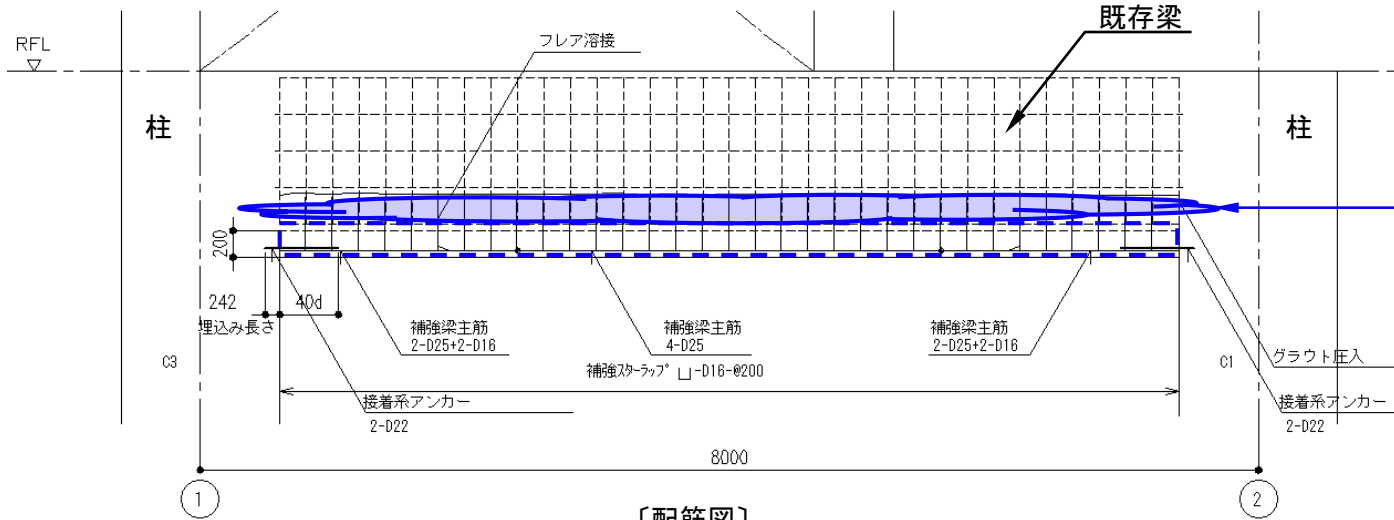 既存梁
RFL
フレア溶接
柱
柱
200
242
40d
埋込み長さ
補強梁主筋
2-D25+2-D16
補強梁主筋
4-D25
補強梁主筋
2-D25+2-D16
補強スターラップ ⊔-D16-@200
C3
C1
グラウト圧入
接着系アンカー
2-D22
接着系アンカー
2-D22
8000
1
2
〔配筋図〕